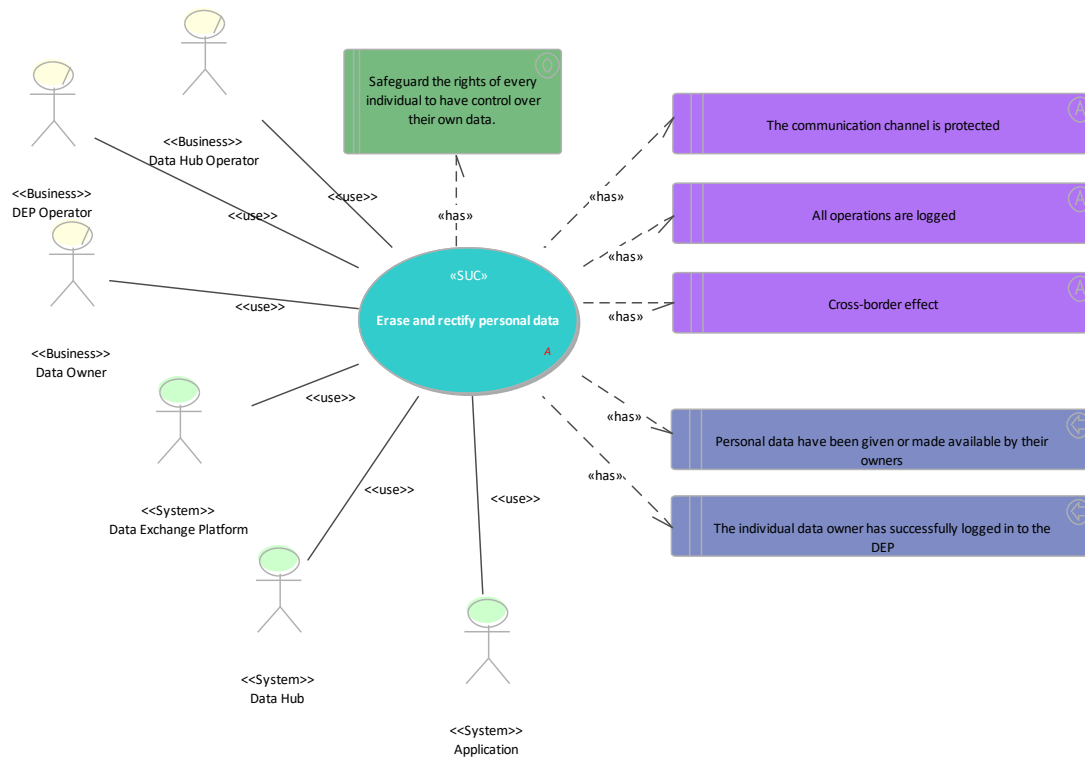 <<Business>>
Data Hub Operator
<<Business>>
DEP Operator
<<Business>>
Data Owner
<<System>>
Data Exchange Platform
<<System>>
Data Hub
<<System>>
Application
<<use>>
<<use>>
<<use>>
<<use>>
<<use>>
<<use>>
O
Safeguard the rights of every
individual to have control over
their own data.
«has»
«SUC»
Erase and rectify personal data
A
«has»
«has»
«has»
«has»
«has»
A
The communication channel is protected
A
All operations are logged
A
Cross-border effect
Personal data have been given or made available by their
owners
The individual data owner has successfully logged in to the
DEP